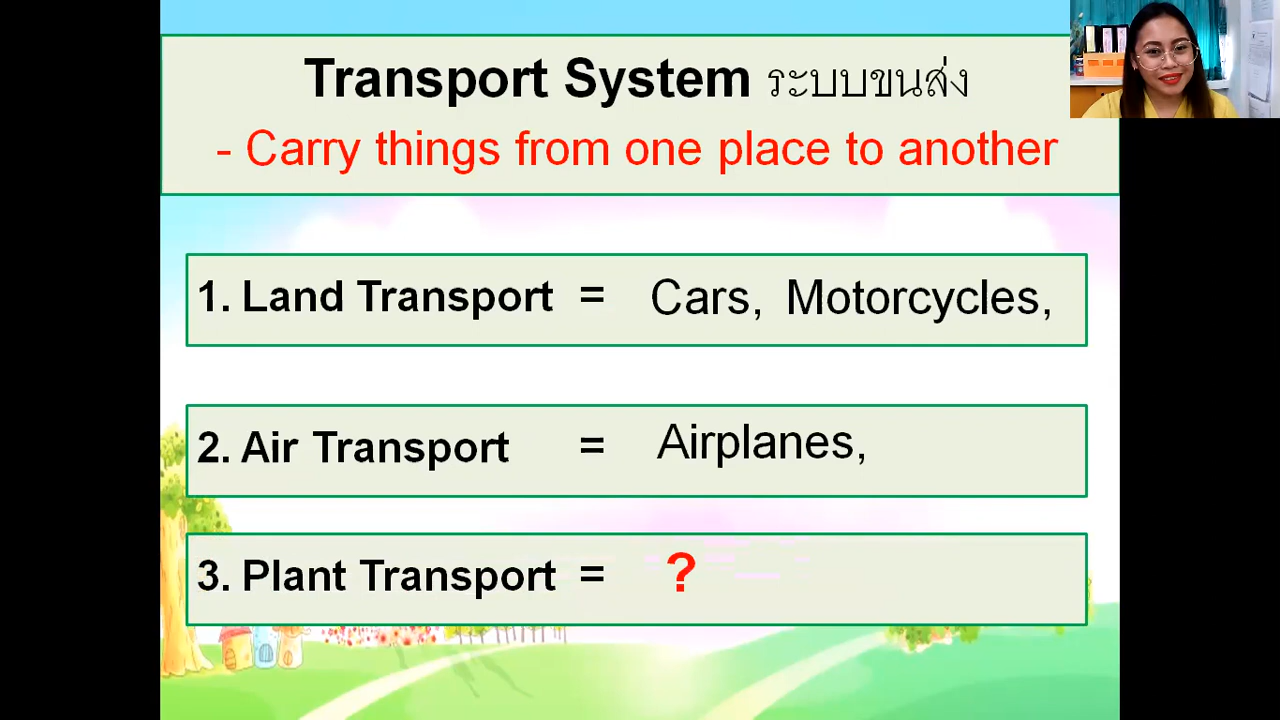 Transport System ระบบขนส่ง
- Carry things from one place to another
1. Land Transport = Cars, Motorcycles,
2. Air Transport = Airplanes,
3. Plant Transport = ?